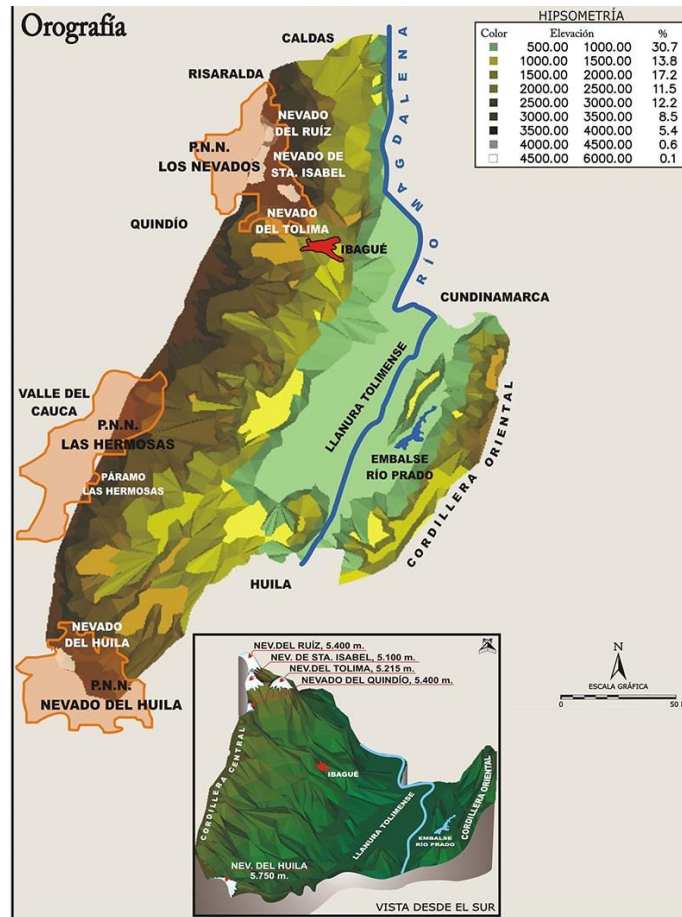 Orografía
HIPSOMETRÍA
Color Elevación %
500.00 1000.00 30.7
1000.00 1500.00 13.8
1500.00 2000.00 17.2
2000.00 2500.00 11.5
2500.00 3000.00 12.2
3000.00 3500.00 8.5
3500.00 4000.00 5.4
4000.00 4500.00 0.6
4500.00 6000.00 0.1
CALDAS
RÍO MAGDALENA
RISARALDA
NEVADO
DEL RUÍZ
P.N.N.
LOS NEVADOS
NEVADO DE
STA. ISABEL
QUINDÍO
NEVADO
DEL TOLIMA
IBAGUÉ
CUNDINAMARCA
LLANURA TOLIMENSE
VALLE DEL
CAUCA
P.N.N.
LAS HERMOSAS
PÁRAMO
LAS HERMOSAS
EMBALSE
RÍO PRADO
CORDILLERA ORIENTAL
HUILA
NEVADO
DEL HUILA
P.N.N.
NEVADO DEL HUILA
N
ESCALA GRÁFICA
0 50
NEV.DEL RUÍZ, 5.400 m.
NEV. DE STA. ISABEL, 5.100 m.
NEV.DEL TOLIMA, 5.215 m.
NEVADO DEL QUINDÍO, 5.400 m.
CORDILLERA CENTRAL
IBAGUÉ
LLANURA TOLIMENSE
EMBALSE
RÍO PRADO
CORDILLERA ORIENTAL
NEV. DEL HUILA
5.750 m.
VISTA DESDE EL SUR